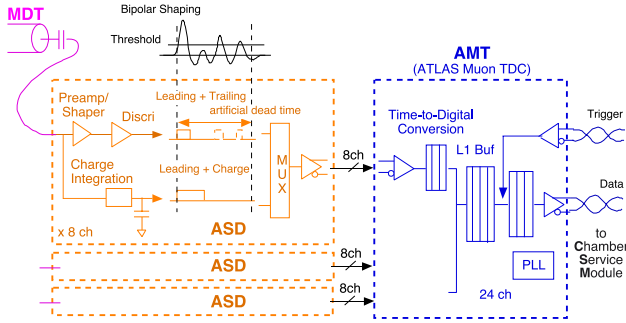 MDT
Bipolar Shaping
Threshold
AMT
(ATLAS Muon TDC)
Preamp/
Shaper
Discri
Leading + Trailing
artificial dead time
Time-to-Digital
Conversion
L1 Buf
Trigger
Charge
Integration
Leading + Charge
M
U
X
8ch
Data
x 8 ch
ASD
to
Chamber
Service
Module
ASD
8ch
PLL
24 ch
ASD
8ch